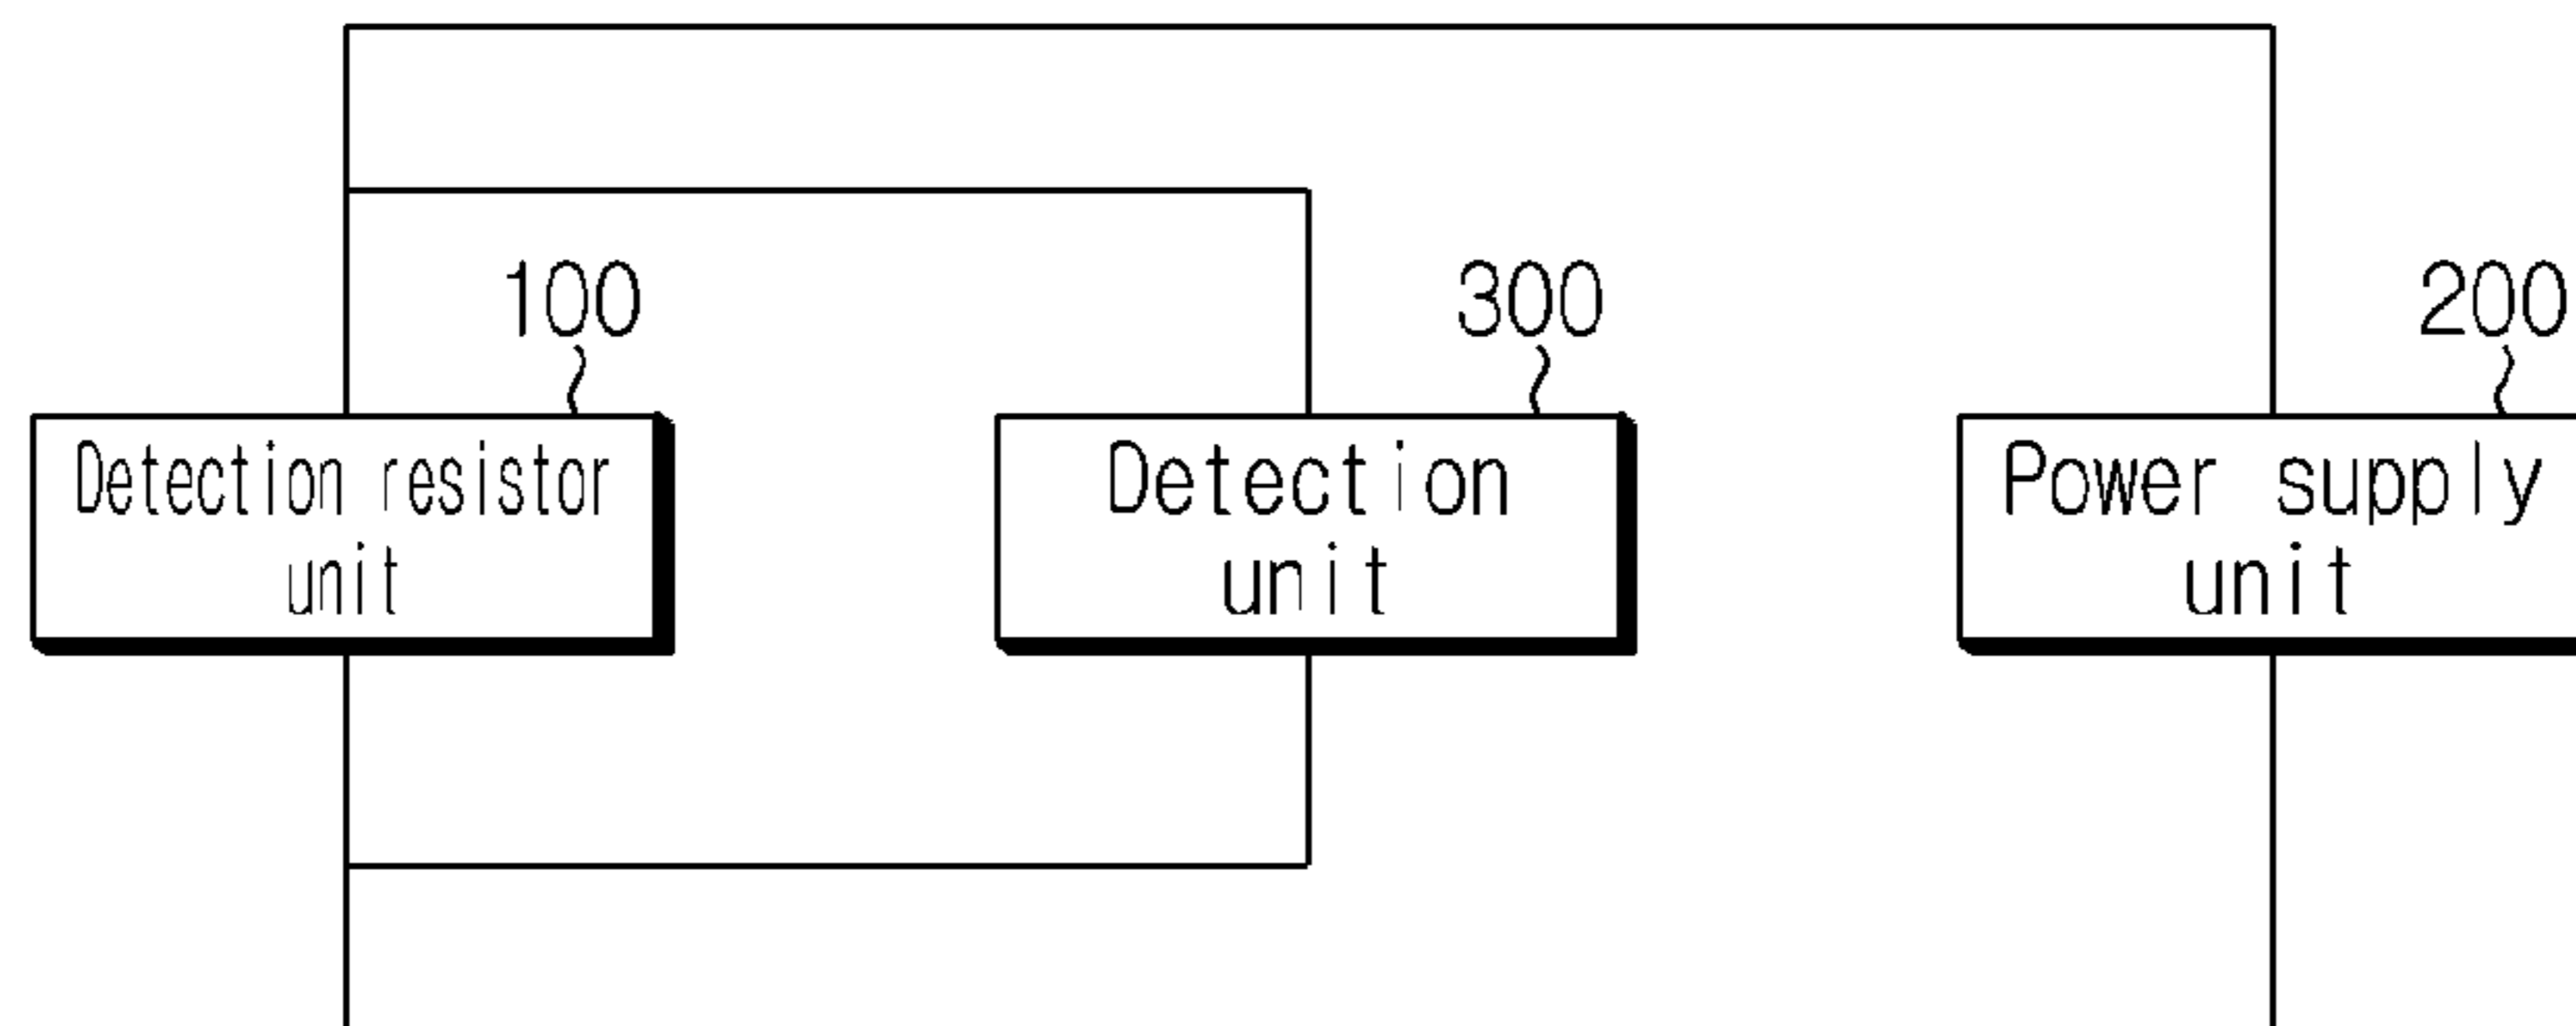 100
300
200
Detection resistor
unit
Detection
unit
Power supply
unit